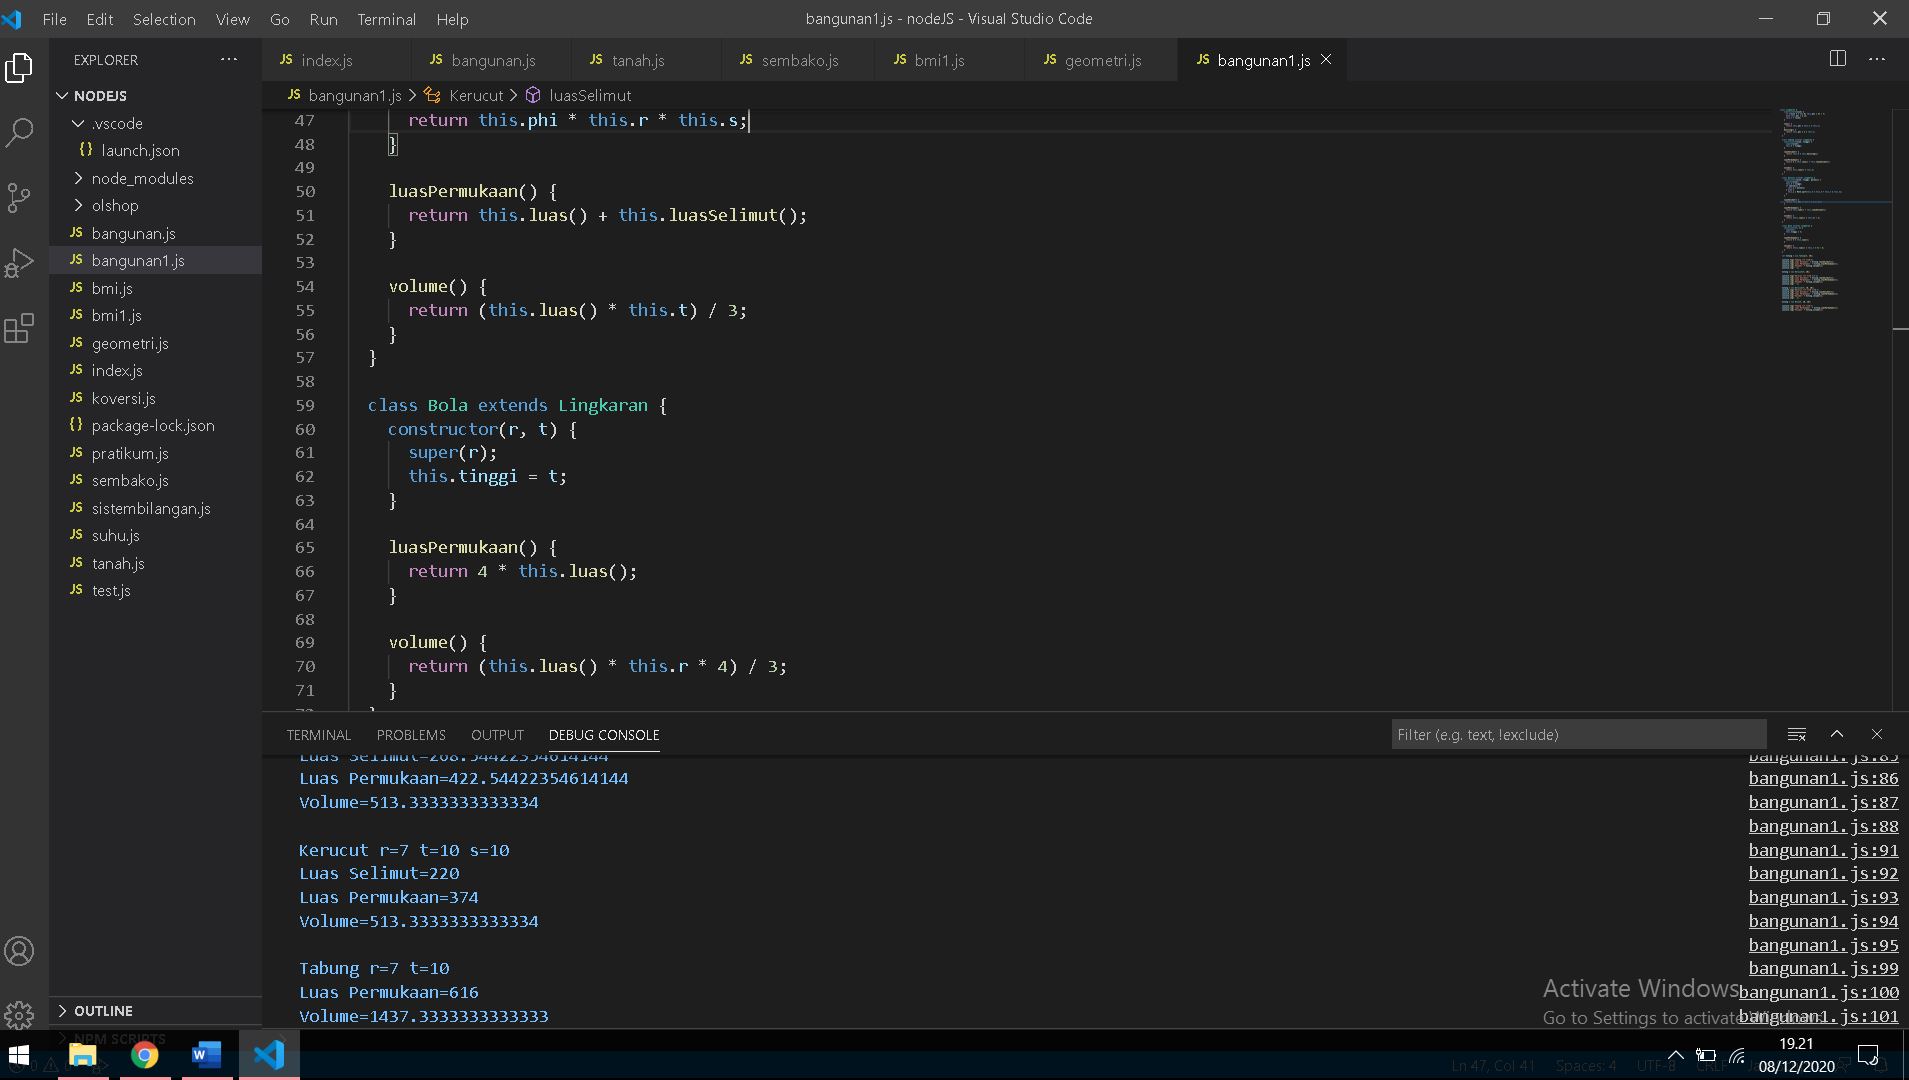 File Edit Selection View Go Run Terminal Help
bangunan1.js - nodeJS - Visual Studio Code
EXPLORER
JS index.js
JS bangunan.js
JS tanah.js
JS sembako.js
JS bmi1.js
JS geometri.js
JS bangunan1.js
NODEJS
.vscode
{} launch.json
node_modules
olshop
JS bangunan.js
JS bangunan1.js
JS bmi.js
JS bmi1.js
JS geometri.js
JS index.js
JS koversi.js
{} package-lock.json
JS pratikum.js
JS sembako.js
JS sistembilangan.js
JS suhu.js
JS tanah.js
JS test.js
OUTLINE
NPM SCRIPTS
JS bangunan1.js > Kerucut > luasSelimut
47 return this.phi * this.r * this.s;
48 }
49
50 luasPermukaan() {
51 return this.luas() + this.luasSelimut();
52 }
53
54 volume() {
55 return (this.luas() * this.t) / 3;
56 }
57 }
58
59 class Bola extends Lingkaran {
60 constructor(r, t) {
61 super(r);
62 this.tinggi = t;
63 }
64
65 luasPermukaan() {
66 return 4 * this.luas();
67 }
68
69 volume() {
70 return (this.luas() * this.r * 4) / 3;
71 }
TERMINAL PROBLEMS OUTPUT DEBUG CONSOLE
Filter (e.g. text, !exclude)
Luas Selimut=268.54422354614144 bangunan1.js:85
Luas Permukaan=422.54422354614144 bangunan1.js:86
Volume=513.3333333333334 bangunan1.js:87
bangunan1.js:88
Kerucut r=7 t=10 s=10 bangunan1.js:91
Luas Selimut=220 bangunan1.js:92
Luas Permukaan=374 bangunan1.js:93
Volume=513.3333333333334 bangunan1.js:94
bangunan1.js:95
Tabung r=7 t=10 bangunan1.js:99
Luas Permukaan=616 bangunan1.js:100
Volume=1437.3333333333333 bangunan1.js:101
Activate Windows
Go to Settings to activate
Ln 47, Col 41 Spaces: 4 UTF-8 CRLF
19.21
08/12/2020